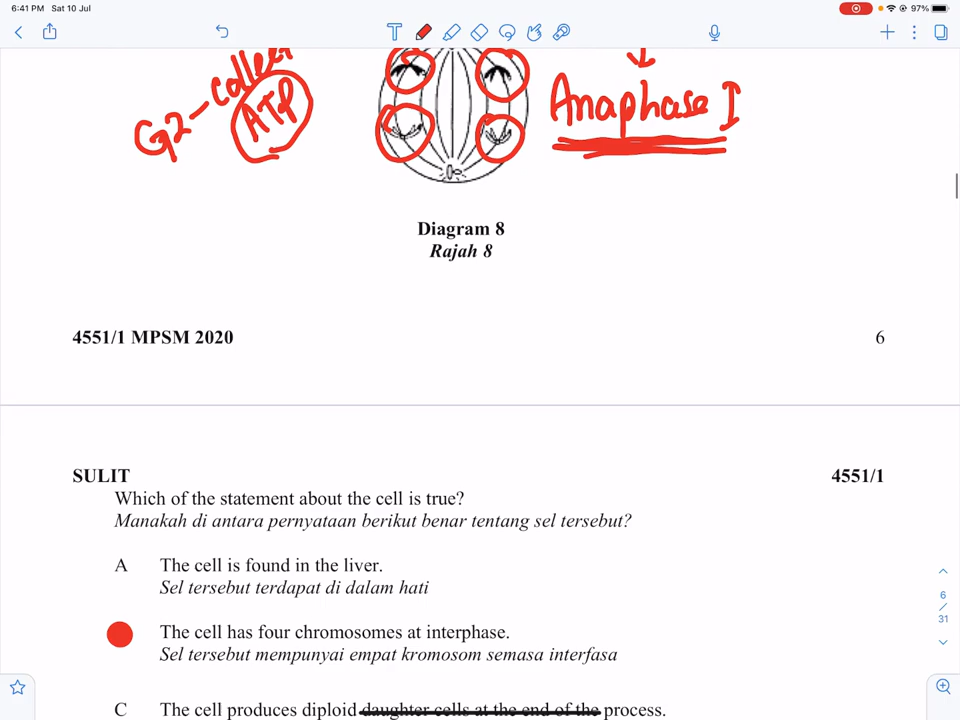 6:41 PM Sat 10 Jul
97%
G2 - Collect
ATP
Anaphase I
Diagram 8
Rajah 8
4551/1 MPSM 2020
6
SULIT
4551/1
Which of the statement about the cell is true?
Manakah di antara pernyataan berikut benar tentang sel tersebut?
A The cell is found in the liver.
Sel tersebut terdapat di dalam hati
The cell has four chromosomes at interphase.
Sel tersebut mempunyai empat kromosom semasa interfasa
C The cell produces diploid daughter cells at the end of the process.
6
/
31